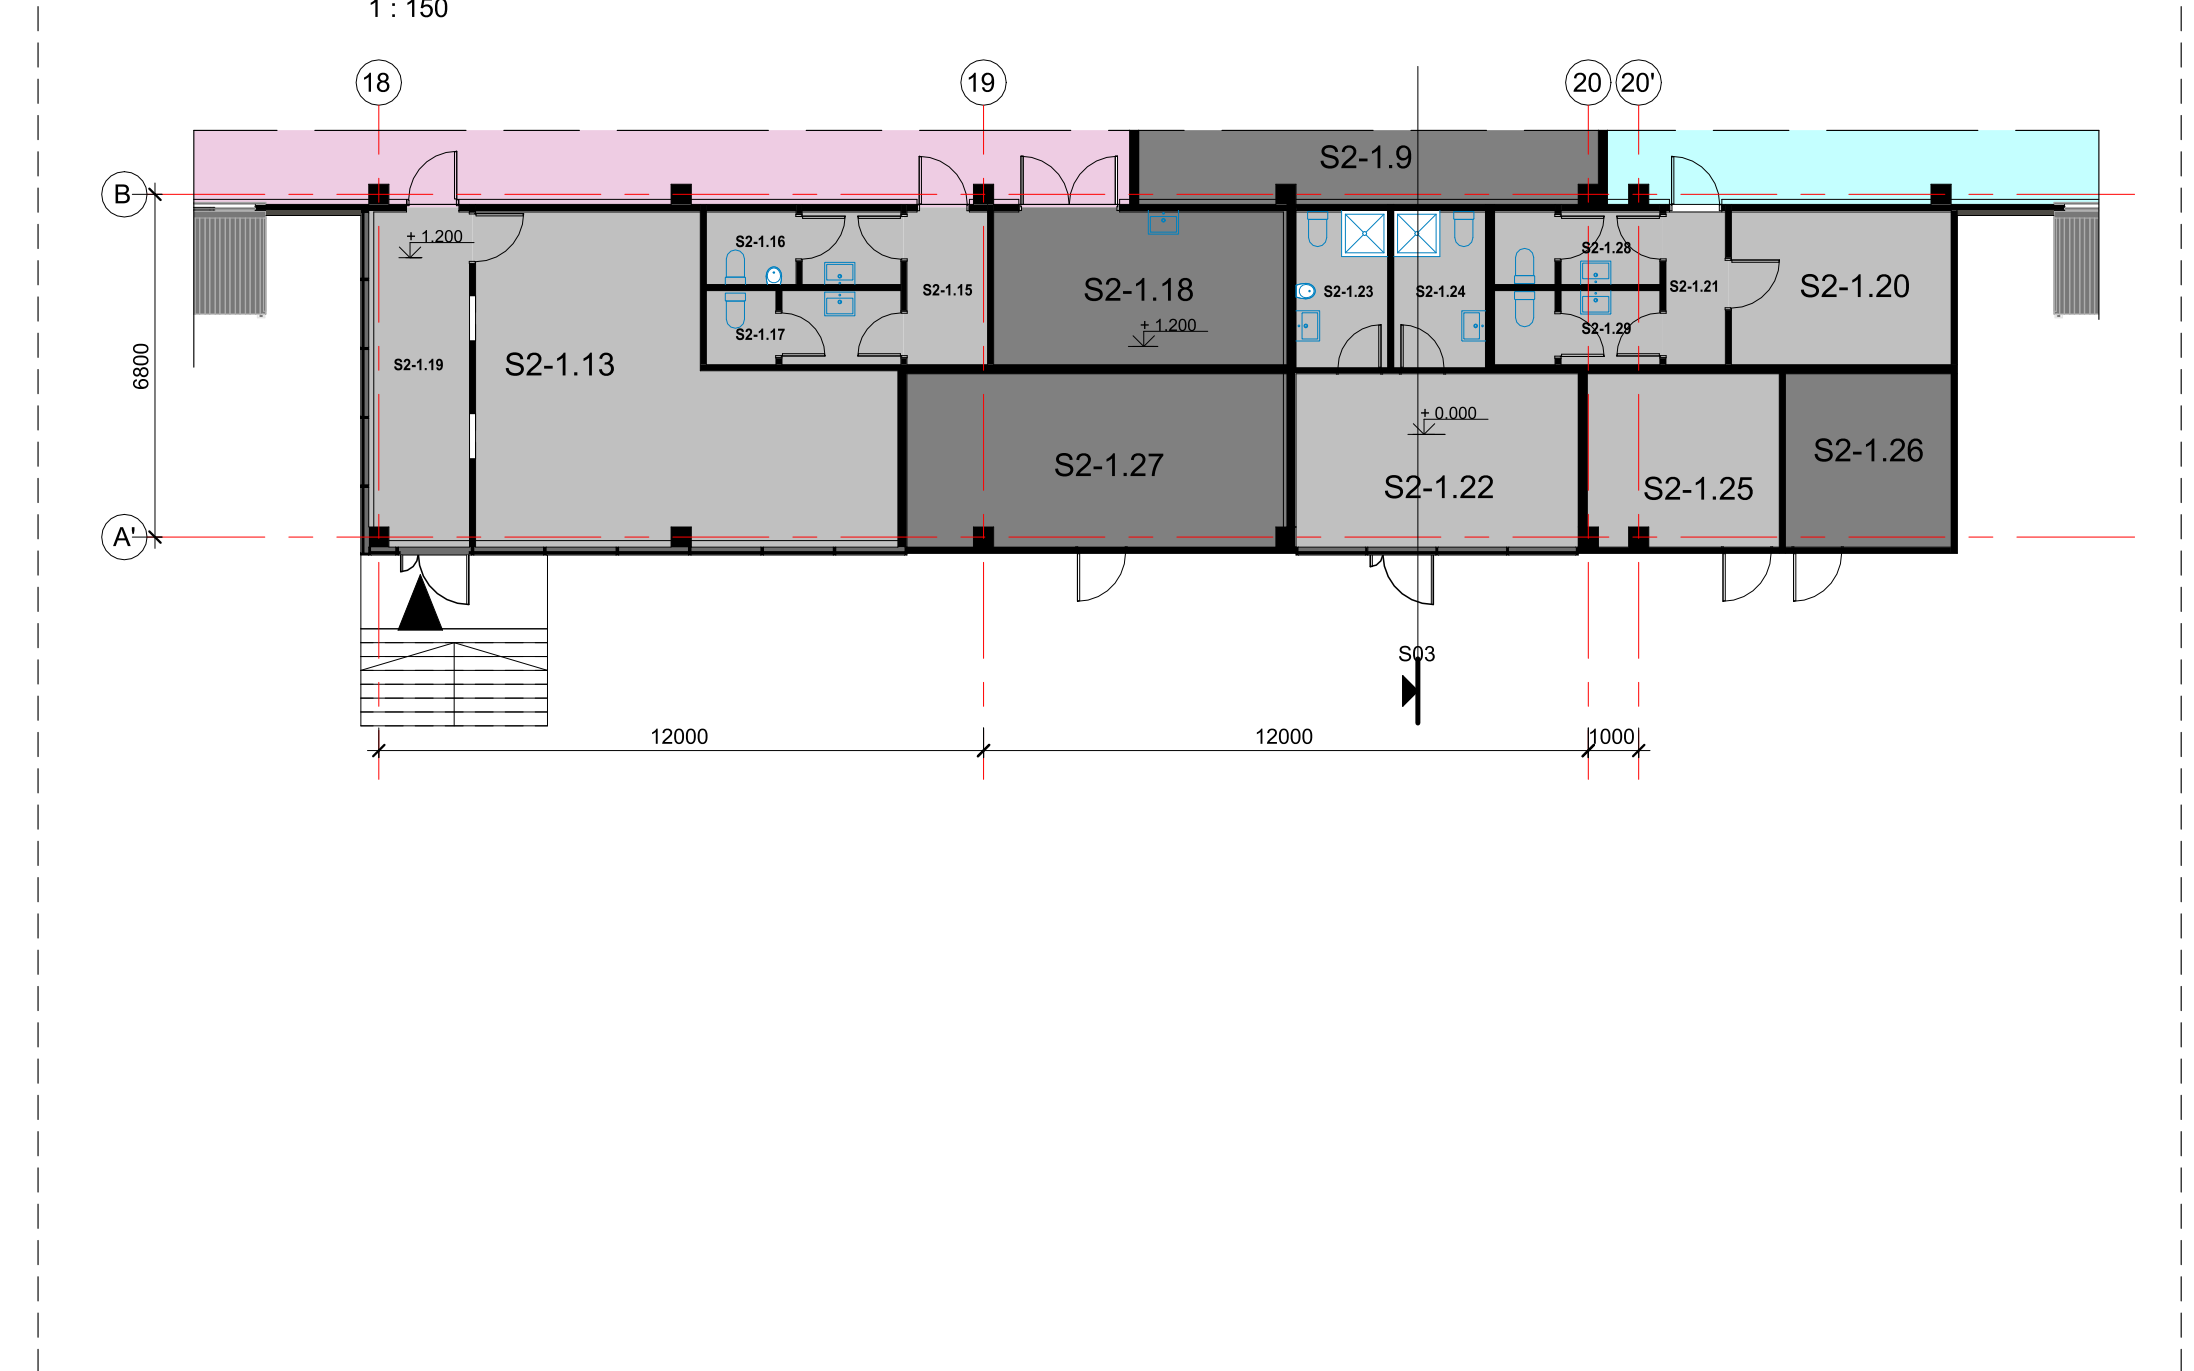 1 : 150
18
19
20
20'
B
S2-1.9
+ 1.200
S2-1.16
S2-1.28
S2-1.15
S2-1.18
S2-1.23
S2-1.24
S2-1.21
S2-1.20
+ 1.200
S2-1.17
S2-1.29
6800
S2-1.19
S2-1.13
+ 0.000
S2-1.27
S2-1.22
S2-1.25
S2-1.26
A'
S03
12000
12000
1000